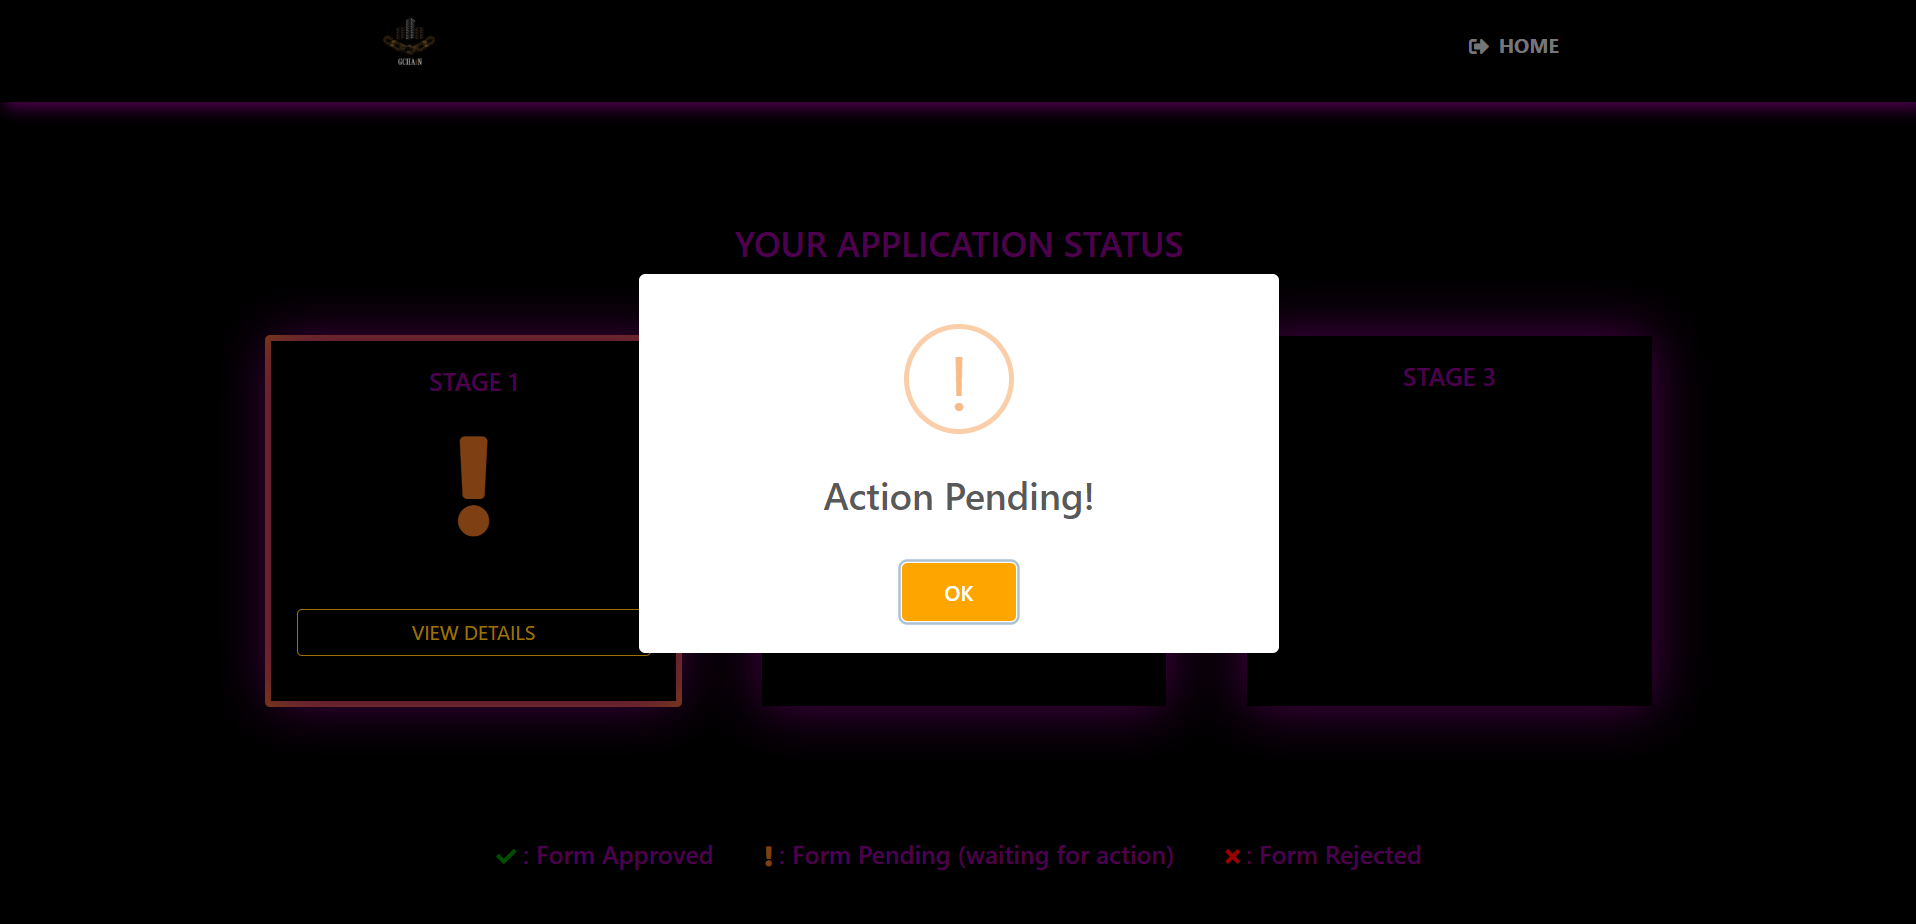 GCHAIN
HOME
YOUR APPLICATION STATUS
STAGE 1
STAGE 3
!
Action Pending!
OK
VIEW DETAILS
: Form Approved
! : Form Pending (waiting for action)
: Form Rejected